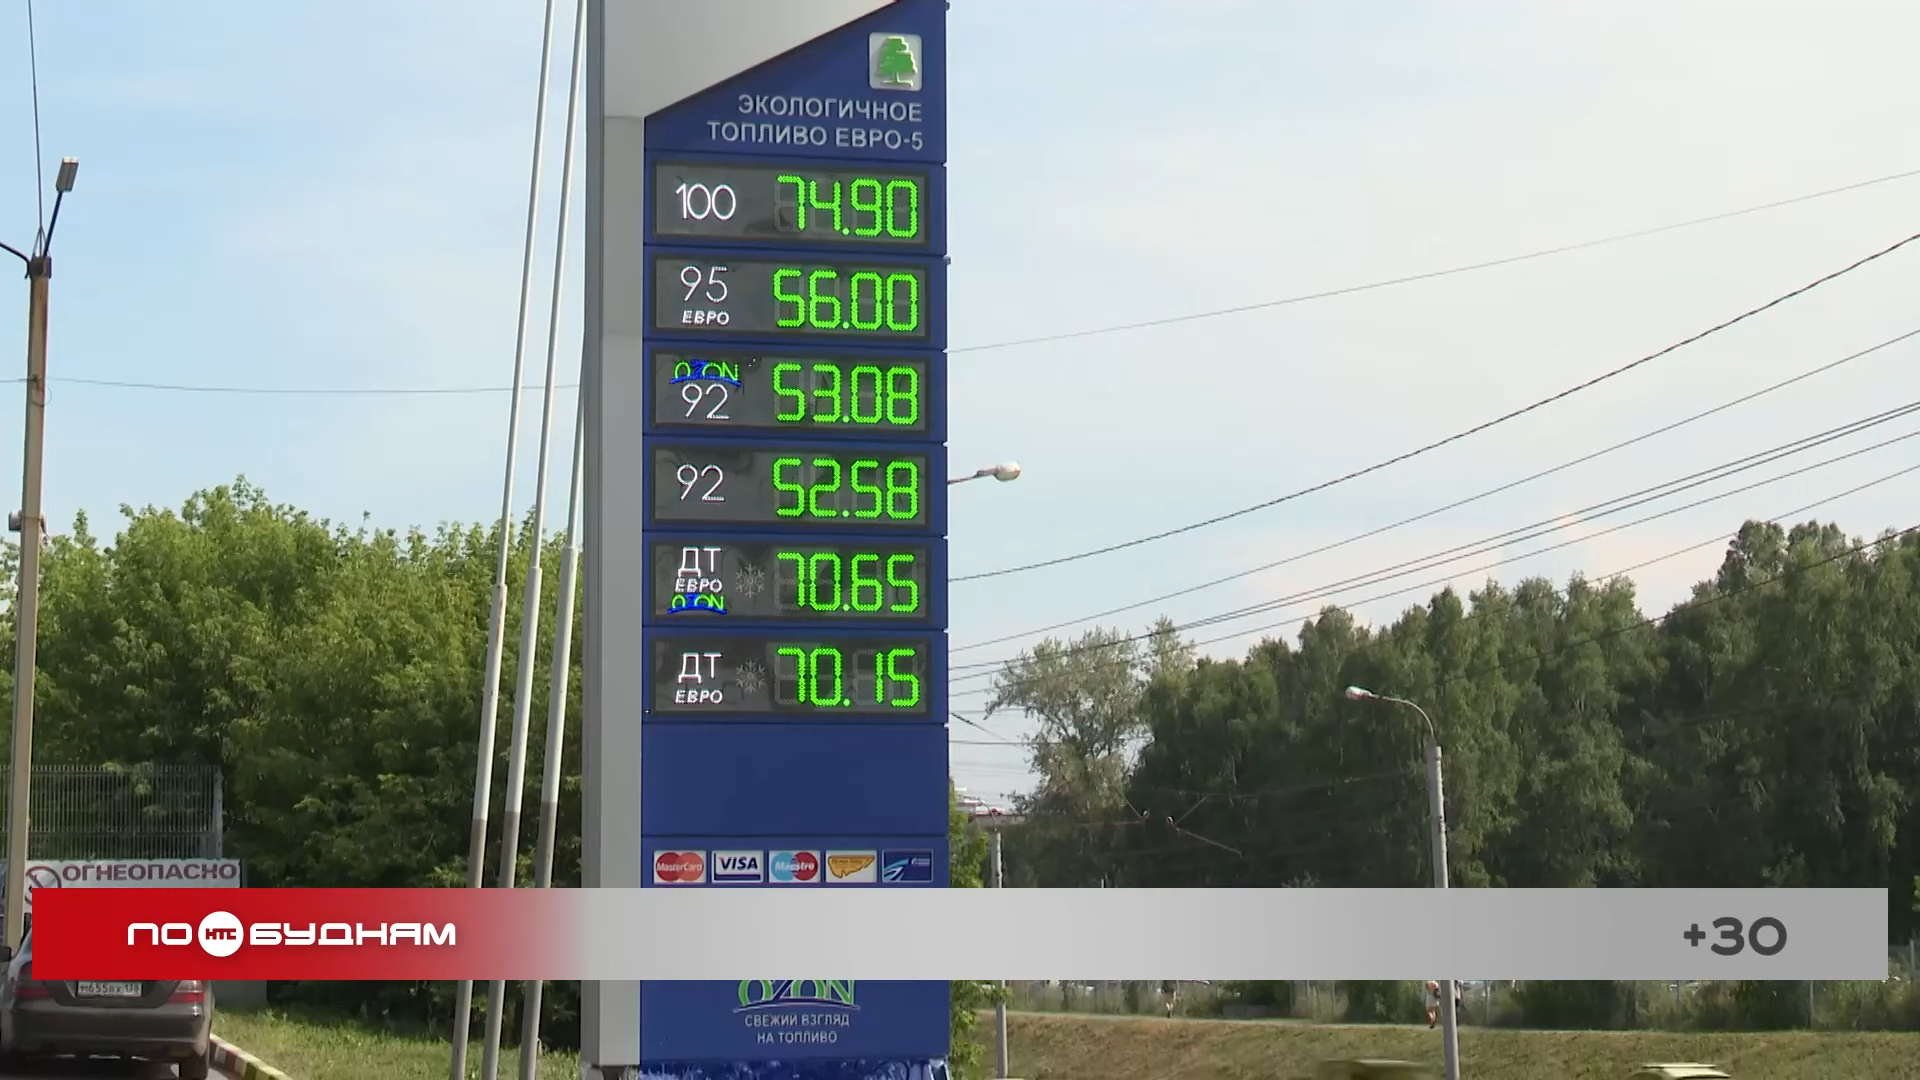 ЭКОЛОГИЧНОЕ
ТОПЛИВО ЕВРО-5
100 74.90
95 ЕВРО 56.00
OZON 92 53.08
92 52.58
ДТ ЕВРО OZON 70.65
ДТ ЕВРО 70.15
MasterCard VISA Maestro
ОГНЕОПАСНО
ПО НТС БУДНЯМ +30
OZON
СВЕЖИЙ ВЗГЛЯД
НА ТОПЛИВО